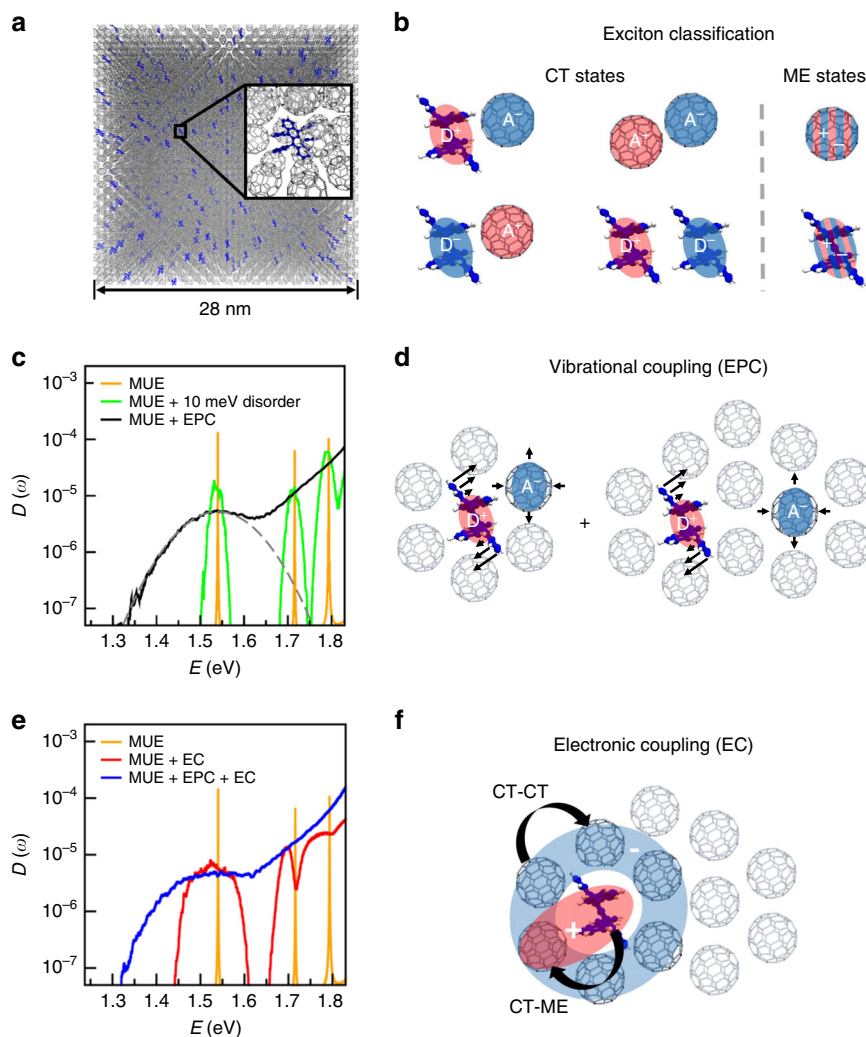 a
28 nm
b
Exciton classification
CT states
ME states
D⁺
A⁻
A⁺
A⁻
+ −
D⁻
A⁺
D⁺
D⁻
+ −
c
MUE
MUE + 10 meV disorder
MUE + EPC
10⁻³
10⁻⁴
10⁻⁵
10⁻⁶
10⁻⁷
D (ω)
1.3 1.4 1.5 1.6 1.7 1.8
E (eV)
d
Vibrational coupling (EPC)
D⁺
A⁻
+
D⁺
A⁻
e
MUE
MUE + EC
MUE + EPC + EC
10⁻³
10⁻⁴
10⁻⁵
10⁻⁶
10⁻⁷
D (ω)
1.3 1.4 1.5 1.6 1.7 1.8
E (eV)
f
Electronic coupling (EC)
CT-CT
-
+
CT-ME